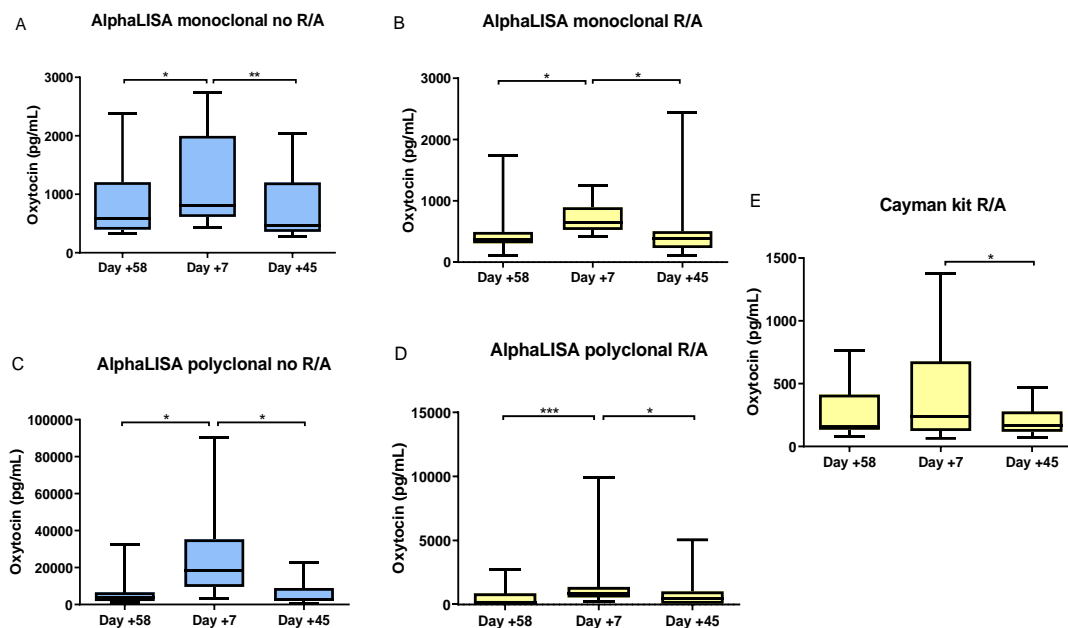 A
AlphaLISA monoclonal no R/A
Oxytocin (pg/mL)
3000
2000
1000
0
*
**
Day +58
Day +7
Day +45
B
AlphaLISA monoclonal R/A
Oxytocin (pg/mL)
3000
2000
1000
0
*
*
Day +58
Day +7
Day +45
C
AlphaLISA polyclonal no R/A
Oxytocin (pg/mL)
100000
80000
60000
40000
20000
0
*
*
Day +58
Day +7
Day +45
D
AlphaLISA polyclonal R/A
Oxytocin (pg/mL)
15000
10000
5000
0
***
*
Day +58
Day +7
Day +45
E
Cayman kit R/A
Oxytocin (pg/mL)
1500
1000
500
0
*
Day +58
Day +7
Day +45